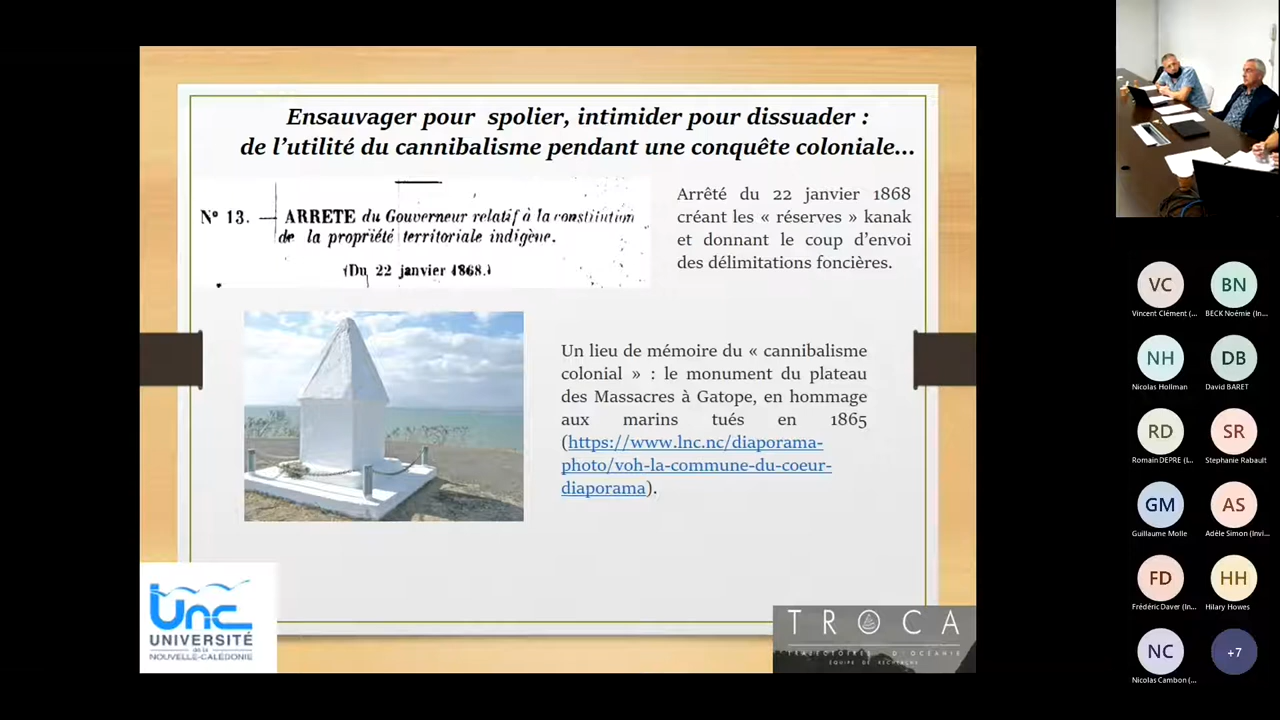 Ensauvager pour spolier, intimider pour dissuader :
de l'utilité du cannibalisme pendant une conquête coloniale...
Nº 13. — ARRETE du Gouverneur relatif à la constitution
de la propriété territoriale indigène.
(Du 22 janvier 1868.)
Arrêté du 22 janvier 1868
créant les « réserves » kanak
et donnant le coup d'envoi
des délimitations foncières.
Un lieu de mémoire du « cannibalisme
colonial » : le monument du plateau
des Massacres à Gatope, en hommage
aux marins tués en 1865
(https://www.lnc.nc/diaporama-
photo/voh-la-commune-du-coeur-
diaporama).
unc
UNIVERSITÉ
de la
NOUVELLE-CALÉDONIE
TROCA
TRAJECTOIRES D'OCÉANIE
ÉQUIPE DE RECHERCHE
VC
Vincent Clément (...
BN
BECK Noémie (In...
NH
Nicolas Hollman
DB
David BARET
RD
Romain DEPRE (I...
SR
Stephanie Rabault
GM
Guillaume Molle
AS
Adèle Simon (Invi...
FD
Frédéric Daver (In...
HH
Hilary Howes
NC
Nicolas Cambon (...
+7